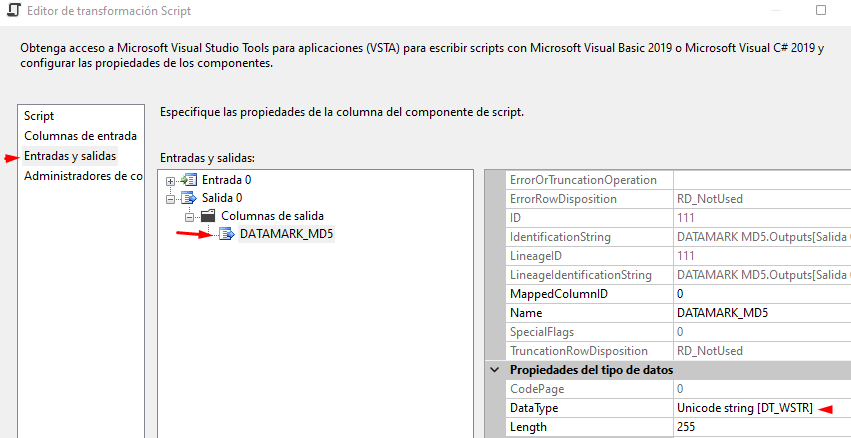 Editor de transformación Script
Obtenga acceso a Microsoft Visual Studio Tools para aplicaciones (VSTA) para escribir scripts con Microsoft Visual Basic 2019 o Microsoft Visual C# 2019 y
configurar las propiedades de los componentes.
Script
Columnas de entrada
Entradas y salidas
Administradores de co
Especifique las propiedades de la columna del componente de script.
Entradas y salidas:
Entrada 0
Salida 0
Columnas de salida
DATAMARK_MD5
ErrorOrTruncationOperation
ErrorRowDisposition RD_NotUsed
ID 111
IdentificationString DATAMARK MD5.Outputs[Salida
LineageID 111
LineageIdentificationString DATAMARK MD5.Outputs[Salida
MappedColumnID 0
Name DATAMARK_MD5
SpecialFlags 0
TruncationRowDisposition RD_NotUsed
Propiedades del tipo de datos
CodePage 0
DataType Unicode string [DT_WSTR]
Length 255